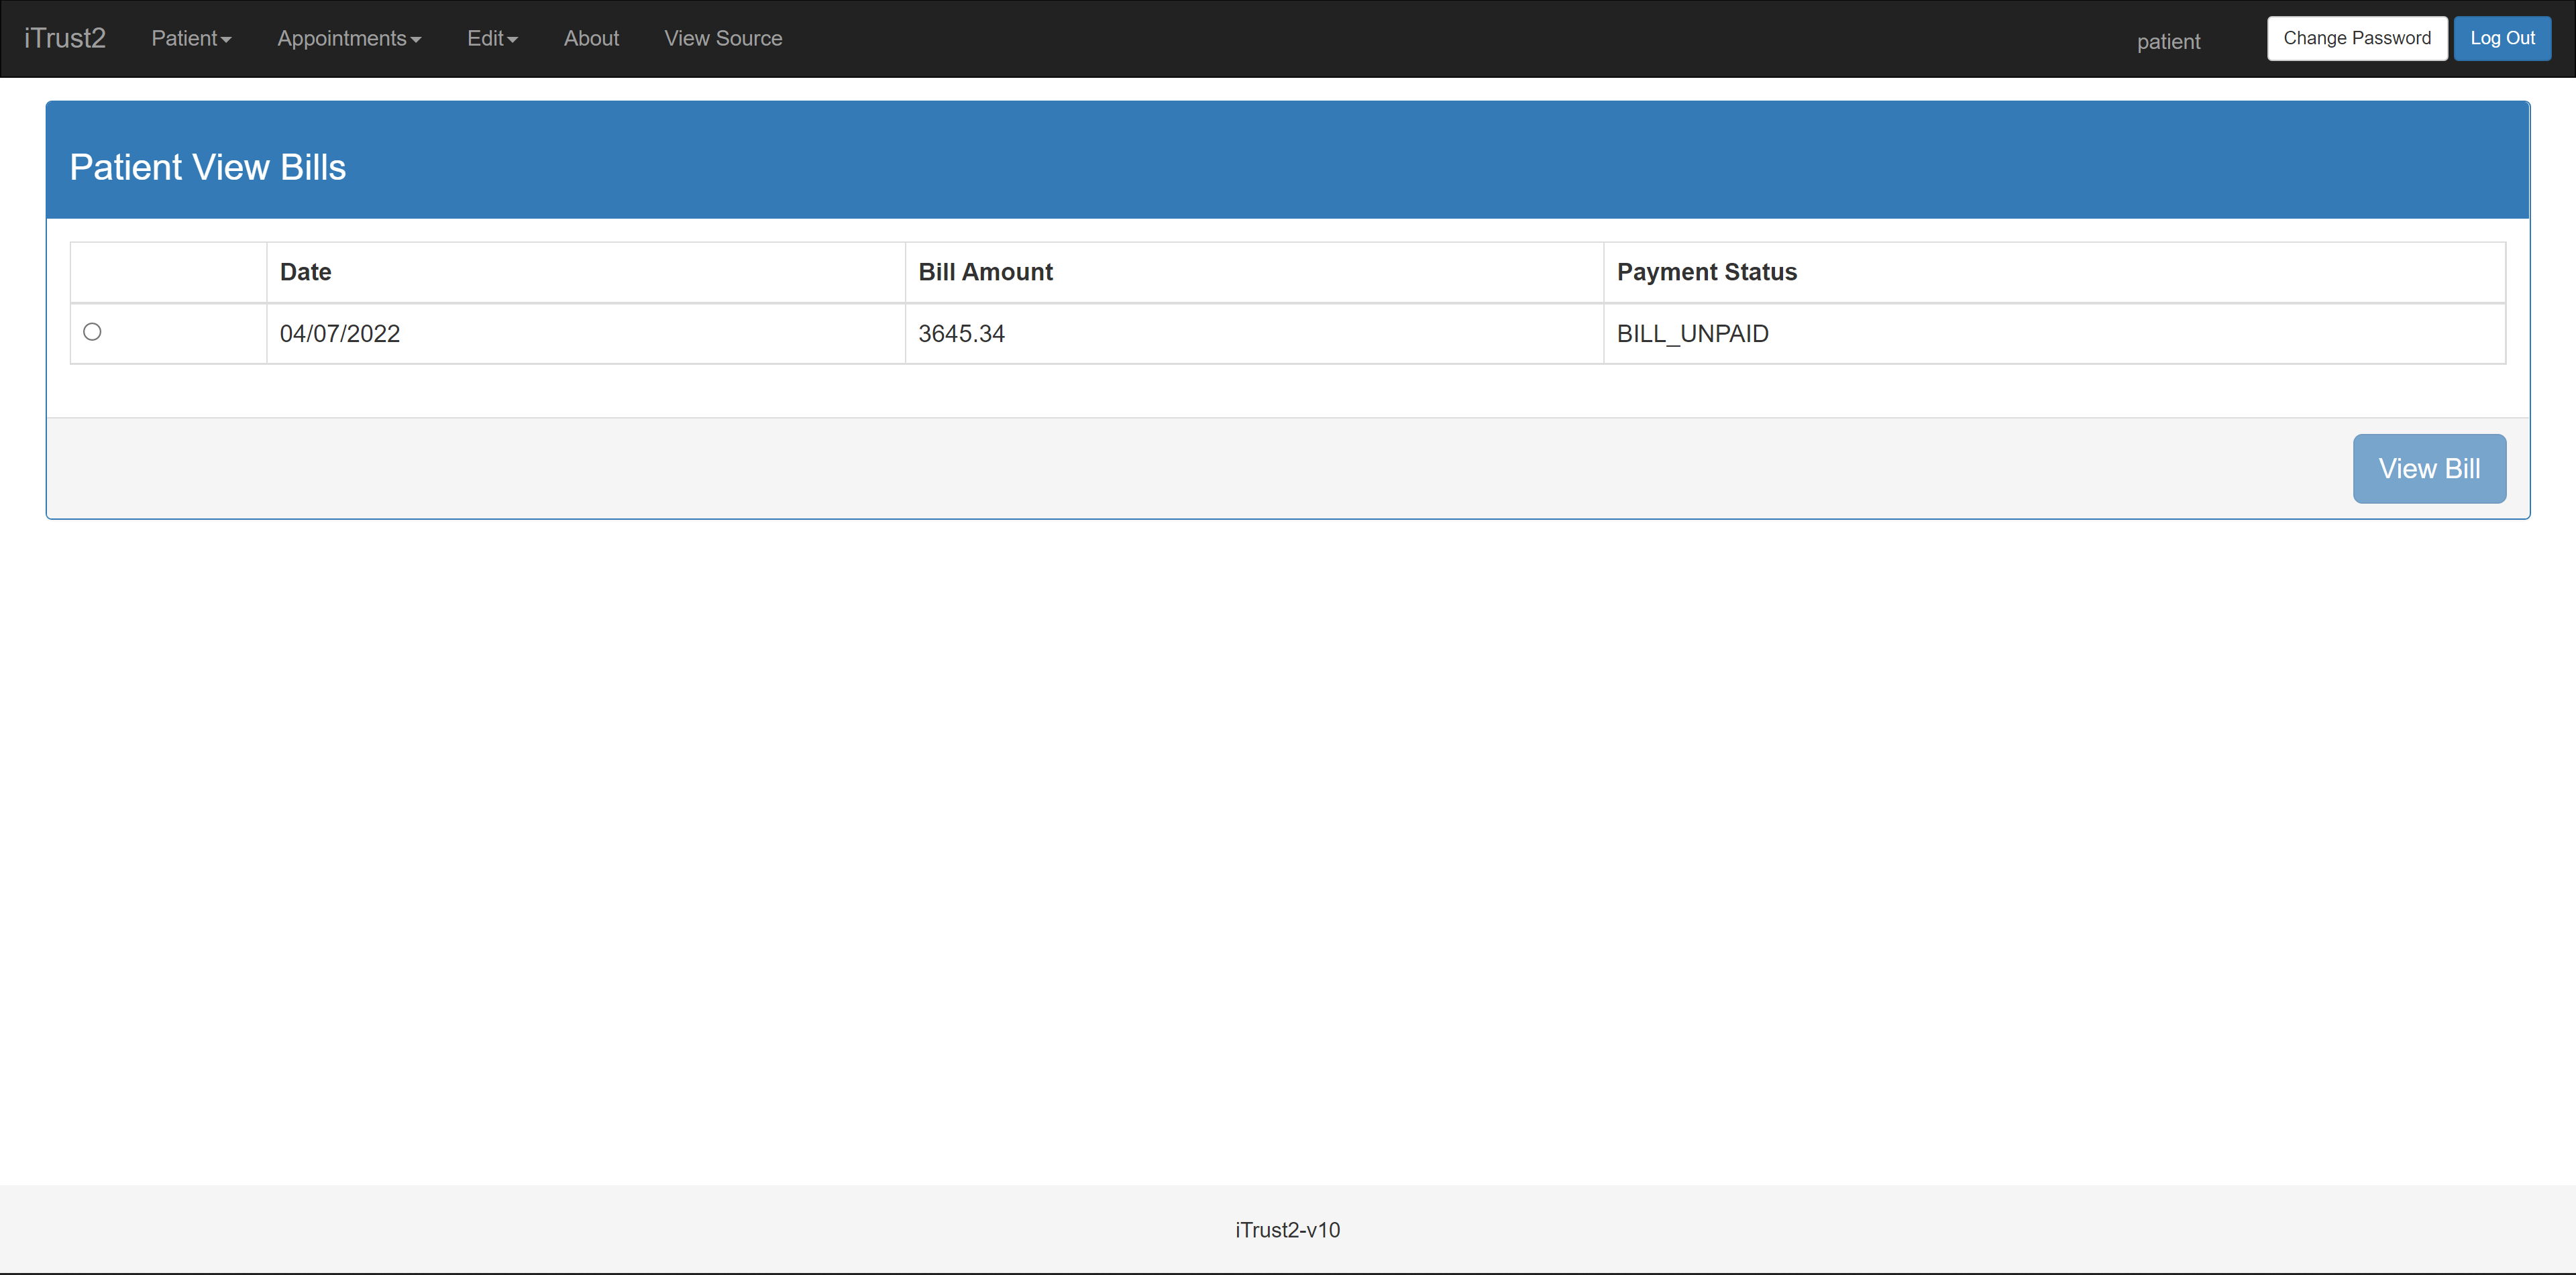 iTrust2 Patient Appointments Edit About View Source patient Change Password Log Out
Patient View Bills
Date Bill Amount Payment Status
04/07/2022 3645.34 BILL_UNPAID
View Bill
iTrust2-v10